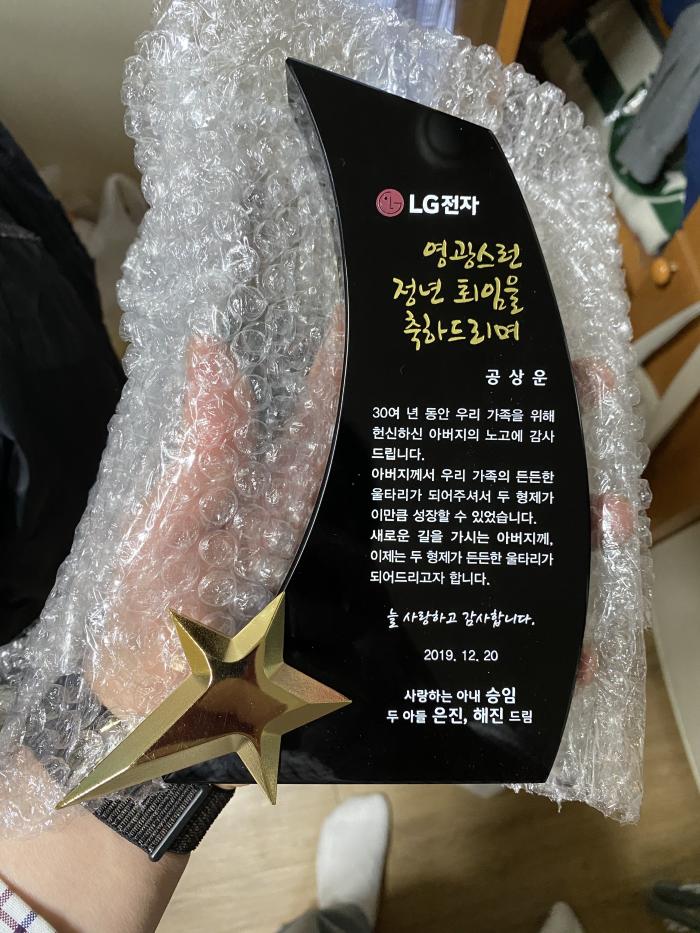 LG전자
영광스런
정년 퇴임을
축하드리며
공 상 운
30여 년 동안 우리 가족을 위해
헌신하신 아버지의 노고에 감사
드립니다.
아버지께서 우리 가족의 든든한
울타리가 되어주셔서 두 형제가
이만큼 성장할 수 있었습니다.
새로운 길을 가시는 아버지께,
이제는 두 형제가 든든한 울타리가
되어드리고자 합니다.
늘 사랑하고 감사합니다.
2019. 12. 20
사랑하는 아내 승임
두 아들 은진, 해진 드림